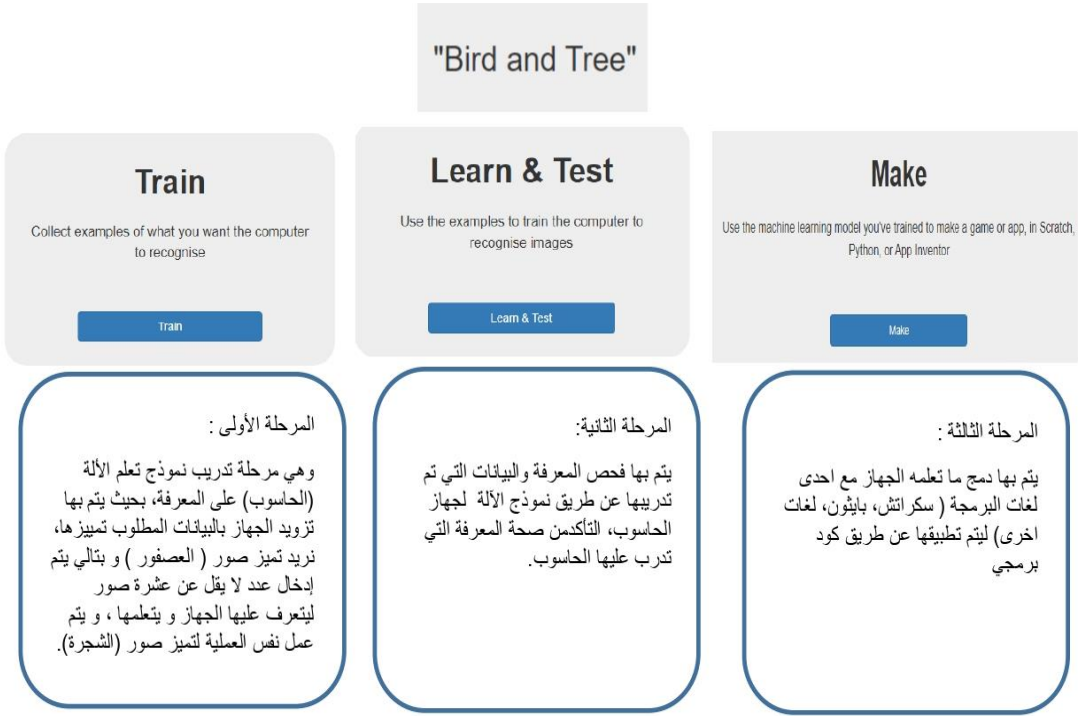 "Bird and Tree"
Train
Collect examples of what you want the computer
to recognise
Train
Learn & Test
Use the examples to train the computer to
recognise images
Learn & Test
Make
Use the machine learning model you've trained to make a game or app, in Scratch,
Python, or App Inventor
Make
المرحلة الأولى :
وهي مرحلة تدريب نموذج تعلم الألة
(الحاسوب) على المعرفة، بحيث يتم بها
تزويد الجهاز بالبيانات المطلوب تمييزها،
نريد تميز صور ( العصفور ) و بتالي يتم
إدخال عدد لا يقل عن عشرة صور
ليتعرف عليها الجهاز و يتعلمها ، و يتم
عمل نفس العملية لتميز صور (الشجرة).
المرحلة الثانية:
يتم بها فحص المعرفة والبيانات التي تم
تدريبها عن طريق نموذج الآلة لجهاز
الحاسوب، التأكدمن صحة المعرفة التي
تدرب عليها الحاسوب.
المرحلة الثالثة :
يتم بها دمج ما تعلمه الجهاز مع احدى
لغات البرمجة ( سكراتش، بايثون، لغات
اخرى) ليتم تطبيقها عن طريق كود
برمجي